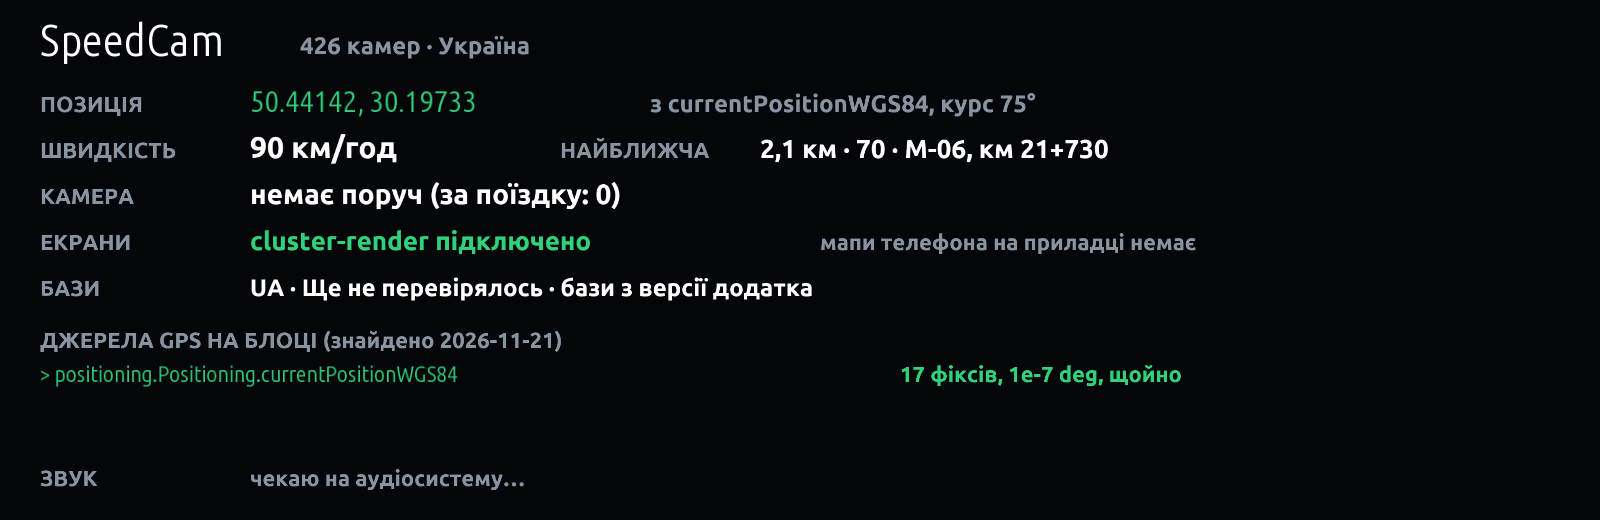 SpeedCam 426 камер · Україна
ПОЗИЦІЯ 50.44142, 30.19733 з currentPositionWGS84, курс 75°
ШВИДКІСТЬ 90 км/год НАЙБЛИЖЧА 2,1 км · 70 · М-06, км 21+730
КАМЕРА немає поруч (за поїздку: 0)
ЕКРАНИ cluster-render підключено мапи телефона на приладці немає
БАЗИ UA · Ще не перевірялось · бази з версії додатка
ДЖЕРЕЛА GPS НА БЛОЦІ (знайдено 2026-11-21)
> positioning.Positioning.currentPositionWGS84 17 фіксів, 1e-7 deg, щойно
ЗВУК чекаю на аудіосистему…